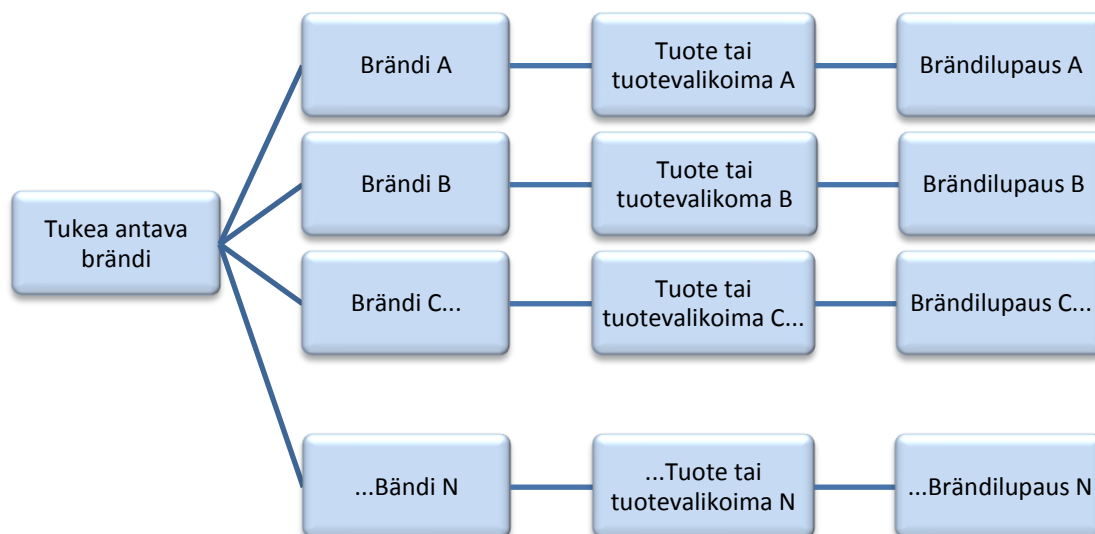 Brändi A
Tuote tai
tuotevalikoima A
Brändilupaus A
Brändi B
Tuote tai
tuotevalikoma B
Brändilupaus B
Tukea antava
brändi
Brändi C...
Tuote tai
tuotevalikoima C...
Brändilupaus C...
...Bändi N
...Tuote tai
tuotevalikoima N
...Brändilupaus N